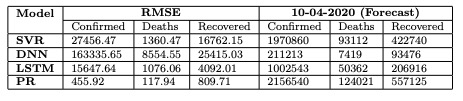 Model RMSE 10-04-2020 (Forecast)
Confirmed Deaths Recovered Confirmed Deaths Recovered
SVR 27456.47 1360.47 16762.15 1970860 93112 422740
DNN 163335.65 8554.55 25415.03 211213 7419 93476
LSTM 15647.64 1076.06 4092.01 1002543 50362 206916
PR 455.92 117.94 809.71 2156540 124021 557125